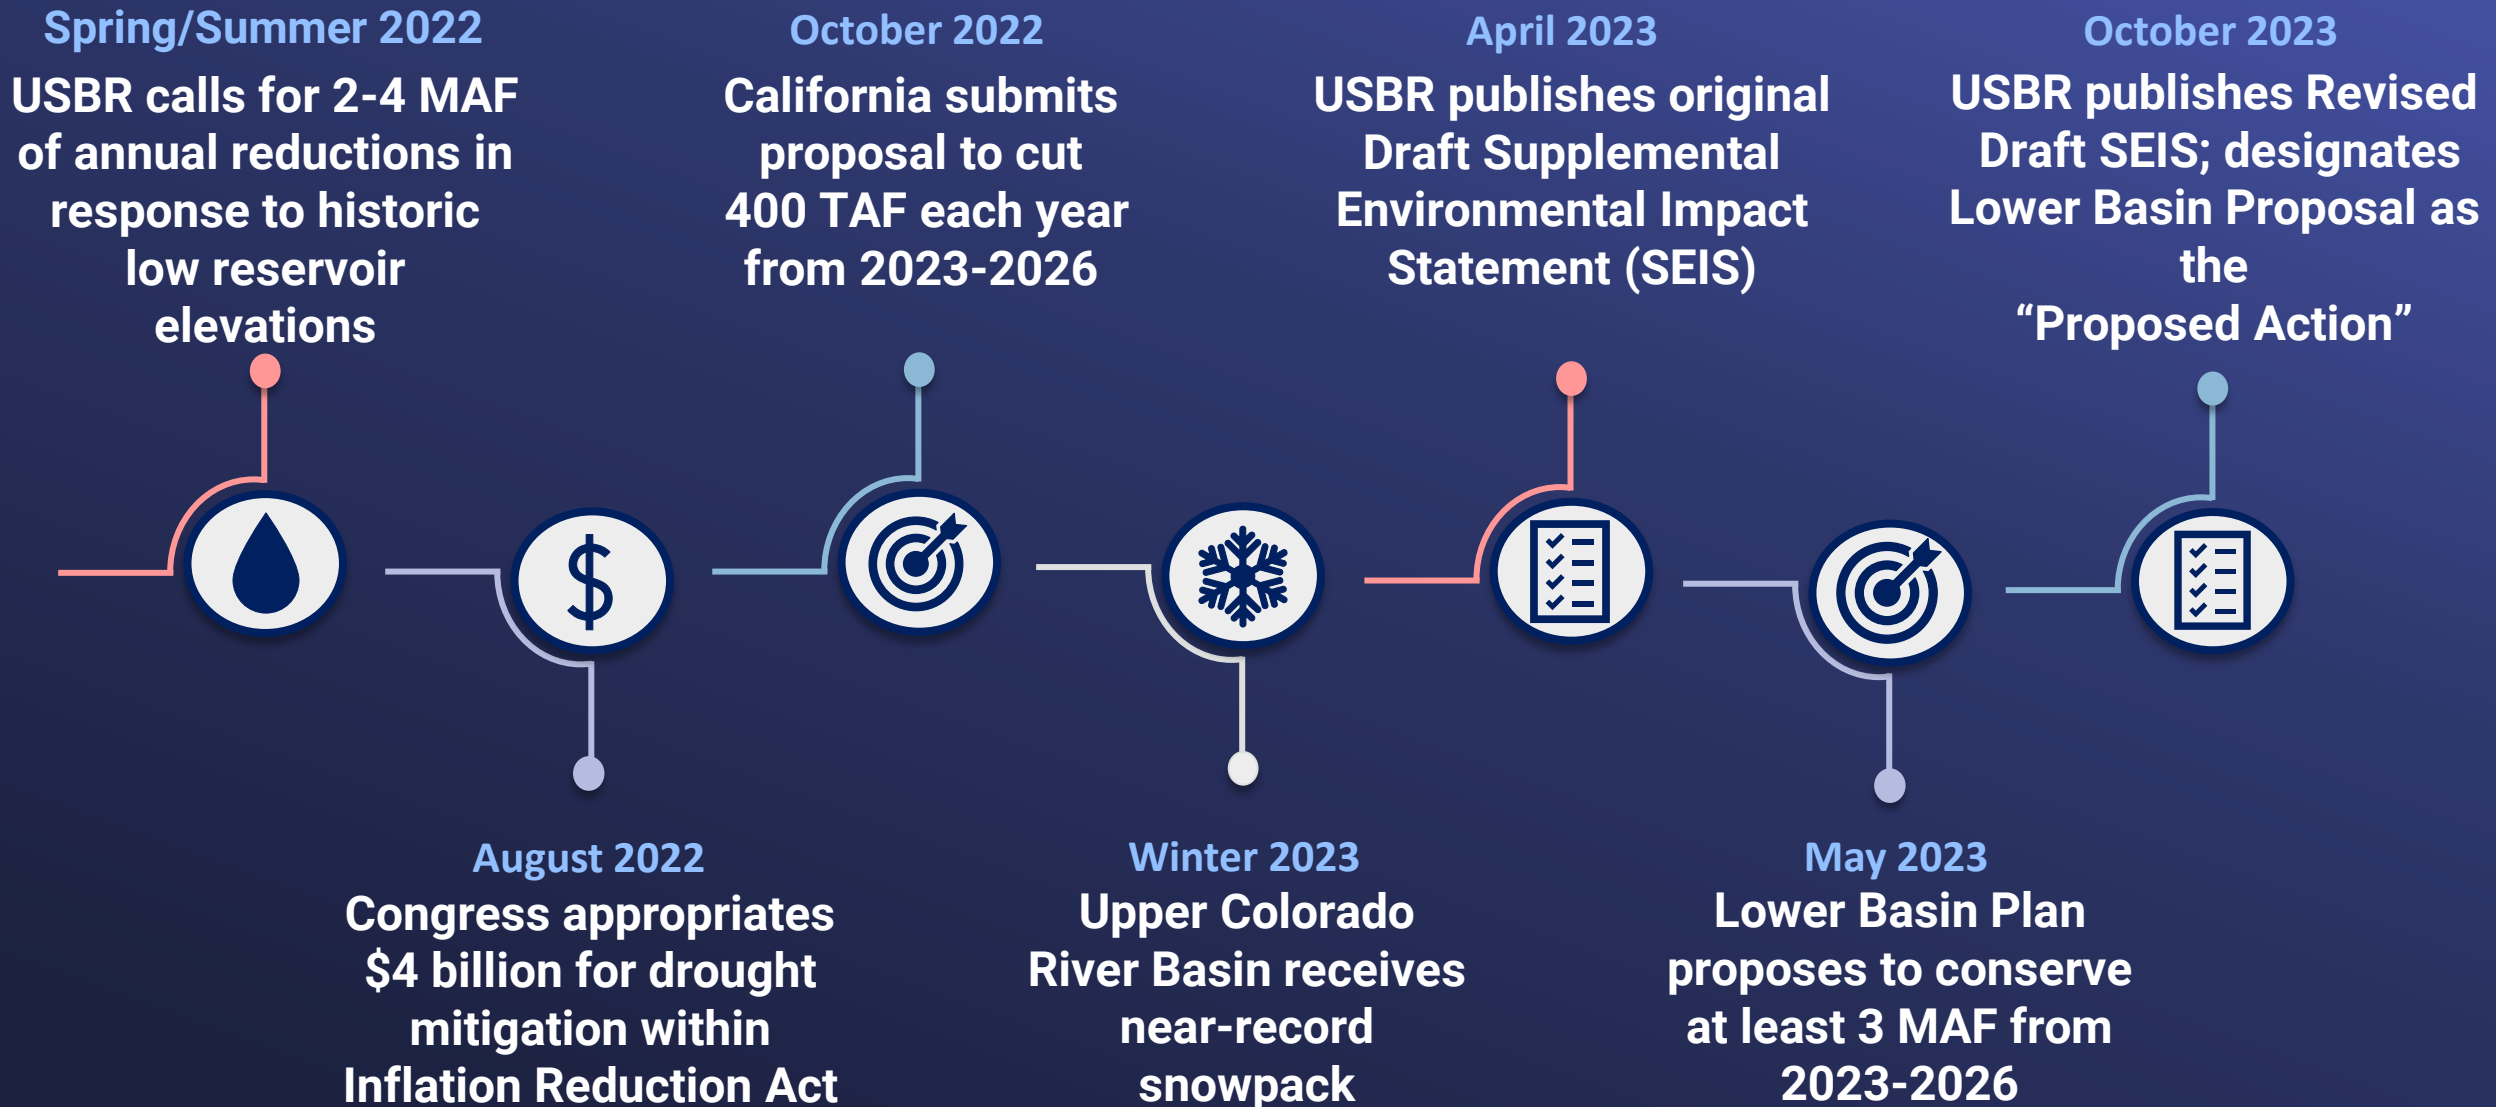 Spring/Summer 2022
USBR calls for 2-4 MAF
of annual reductions in
response to historic
low reservoir
elevations
August 2022
Congress appropriates
$4 billion for drought
mitigation within
Inflation Reduction Act
October 2022
California submits
proposal to cut
400 TAF each year
from 2023-2026
Winter 2023
Upper Colorado
River Basin receives
near-record
snowpack
April 2023
USBR publishes original
Draft Supplemental
Environmental Impact
Statement (SEIS)
May 2023
Lower Basin Plan
proposes to conserve
at least 3 MAF from
2023-2026
October 2023
USBR publishes Revised
Draft SEIS; designates
Lower Basin Proposal as
the
“Proposed Action”